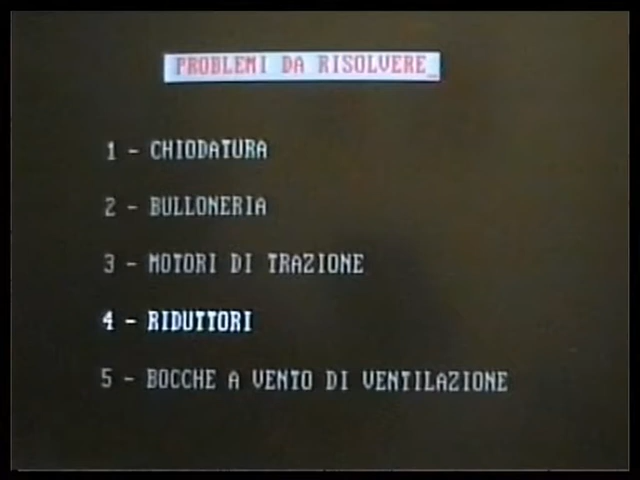 PROBLEMI DA RISOLVERE_
1 - CHIODATURA
2 - BULLONERIA
3 - MOTORI DI TRAZIONE
4 - RIDUTTORI
5 - BOCCHE A VENTO DI VENTILAZIONE